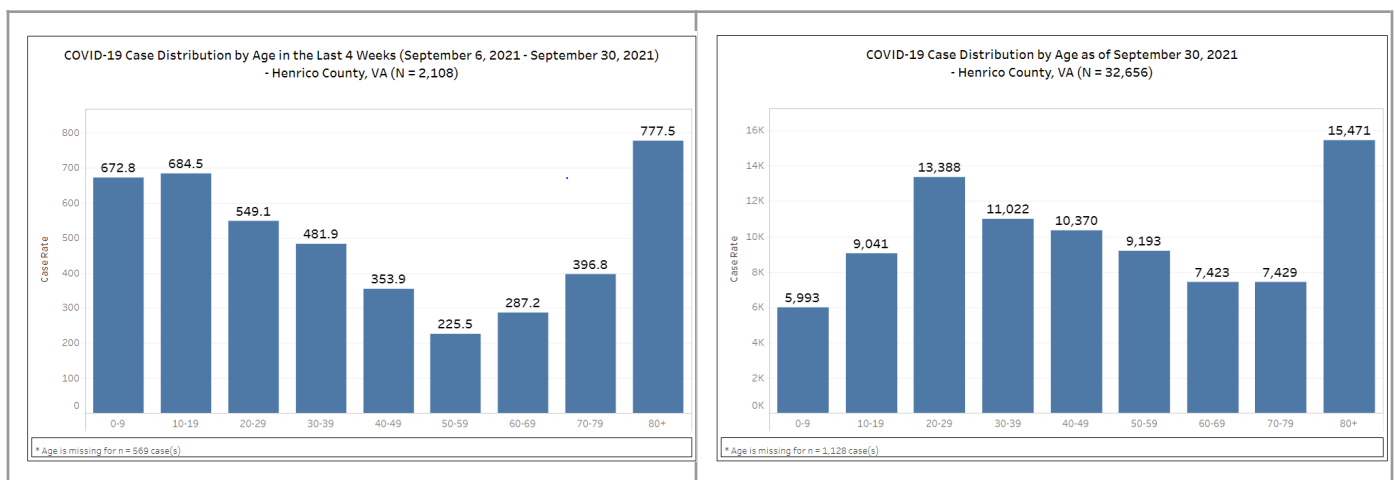 COVID-19 Case Distribution by Age in the Last 4 Weeks (September 6, 2021 - September 30, 2021)
- Henrico County, VA (N = 2,108)
800
700
600
500
400
300
200
100
0
Case Rate
672.8
684.5
549.1
481.9
353.9
225.5
287.2
396.8
777.5
0-9
10-19
20-29
30-39
40-49
50-59
60-69
70-79
80+
* Age is missing for n = 569 case(s)
COVID-19 Case Distribution by Age as of September 30, 2021
- Henrico County, VA (N = 32,656)
16K
14K
12K
10K
8K
6K
4K
2K
0K
Case Rate
5,993
9,041
13,388
11,022
10,370
9,193
7,423
7,429
15,471
0-9
10-19
20-29
30-39
40-49
50-59
60-69
70-79
80+
* Age is missing for n = 1,128 case(s)